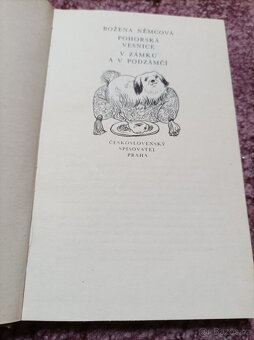 BOŽENA NĚMCOVÁ
POHORSKÁ
VESNICE
V ZÁMKU
A V PODZÁMČÍ
ČESKOSLOVENSKÝ
SPISOVATEL
PRAHA